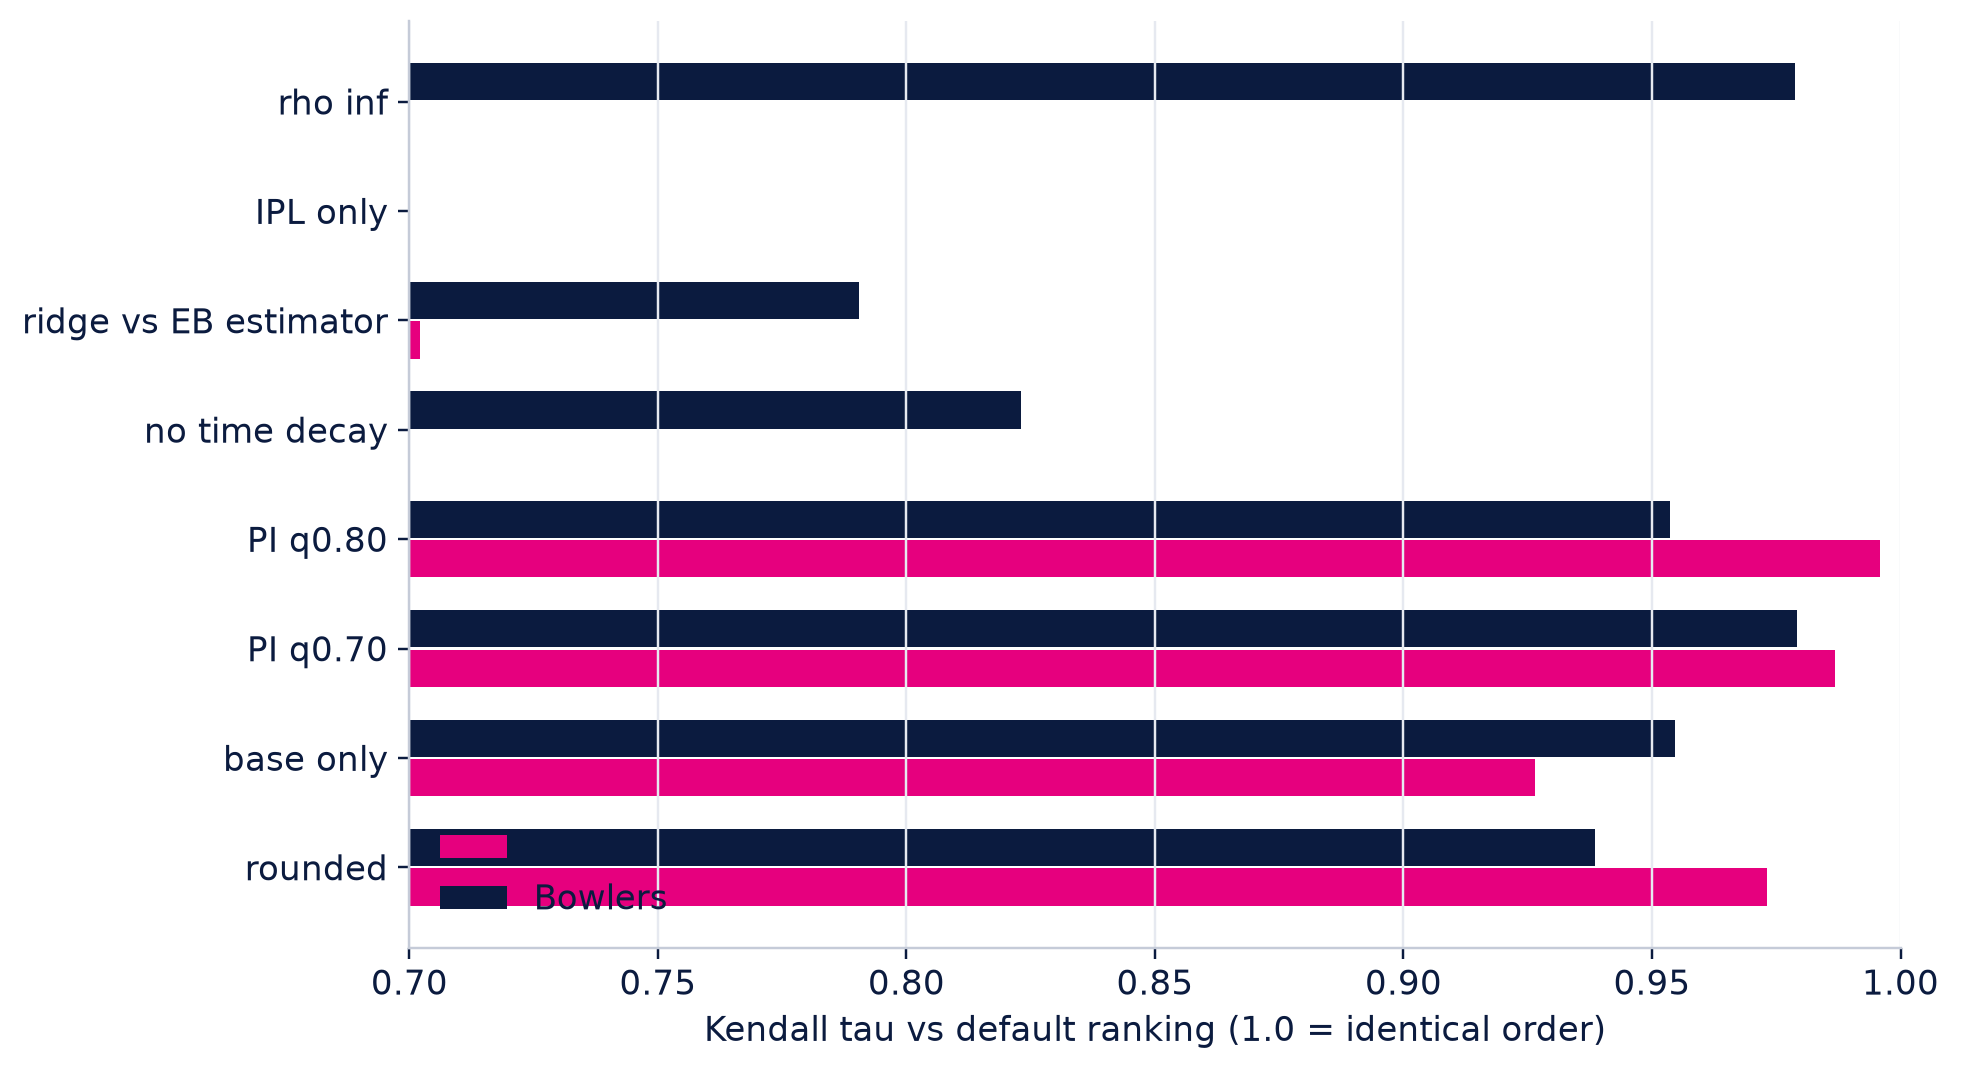 rho inf
IPL only
ridge vs EB estimator
no time decay
PI q0.80
PI q0.70
base only
rounded
Bowlers
0.70 0.75 0.80 0.85 0.90 0.95 1.00
Kendall tau vs default ranking (1.0 = identical order)